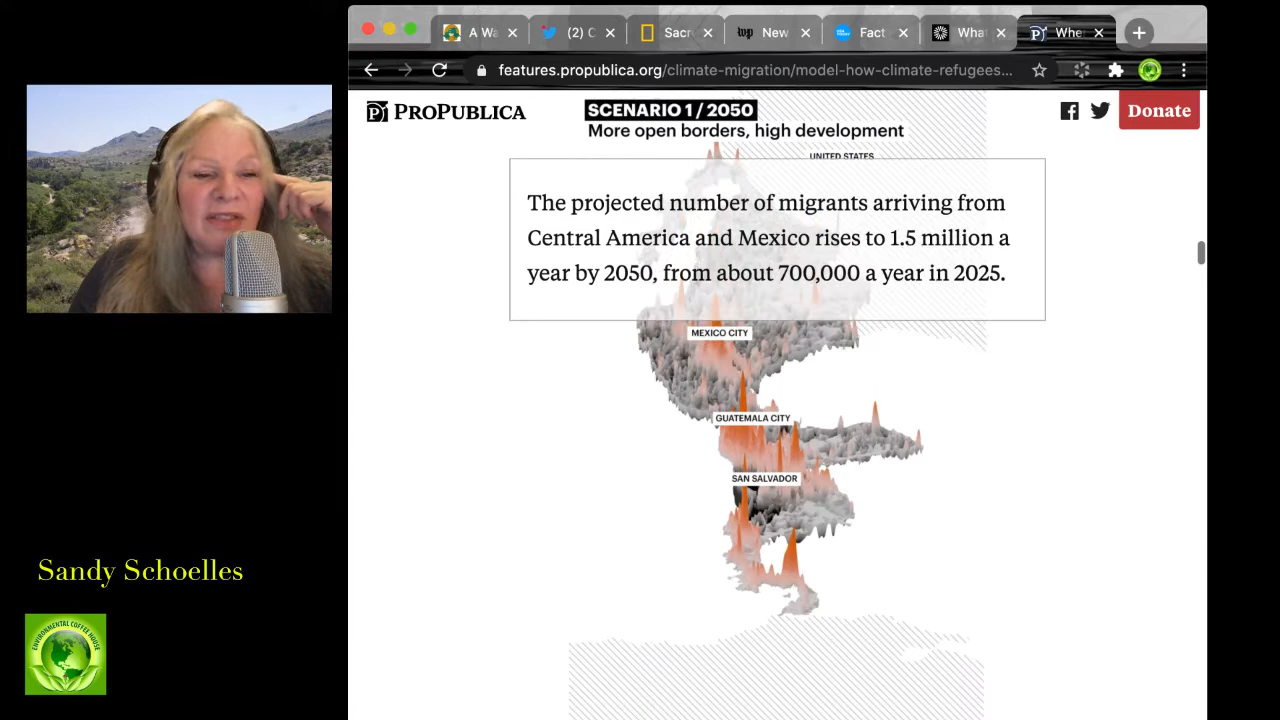 A Wa
(2) C
Sacr
New
Fact
What
Whe
features.propublica.org/climate-migration/model-how-climate-refugees...
PROPUBLICA
SCENARIO 1 / 2050
More open borders, high development
Donate
UNITED STATES
The projected number of migrants arriving from
Central America and Mexico rises to 1.5 million a
year by 2050, from about 700,000 a year in 2025.
MEXICO CITY
GUATEMALA CITY
SAN SALVADOR
Sandy Schoelles
ENVIRONMENTAL COFFEE HOUSE